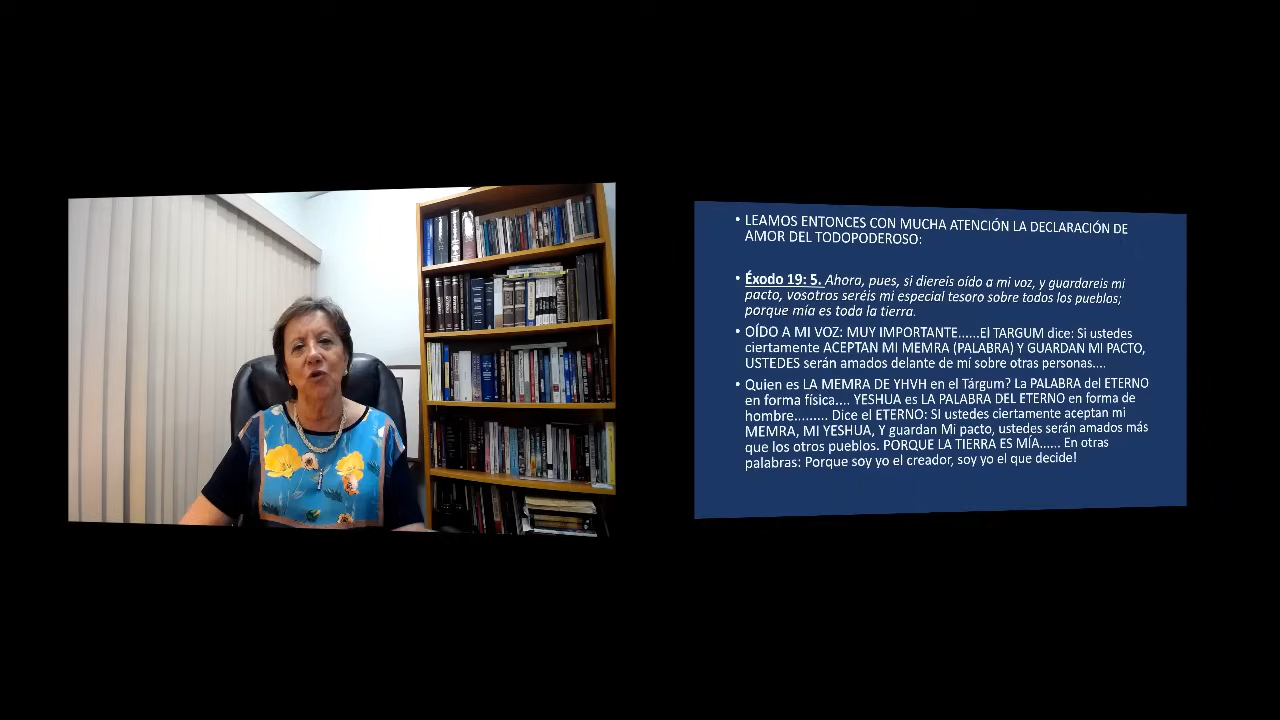 • LEAMOS ENTONCES CON MUCHA ATENCIÓN LA DECLARACIÓN DE
AMOR DEL TODOPODEROSO:
• Éxodo 19: 5. Ahora, pues, si diereis oído a mi voz, y guardareis mi
pacto, vosotros seréis mi especial tesoro sobre todos los pueblos;
porque mía es toda la tierra.
• OÍDO A MI VOZ: MUY IMPORTANTE......El TARGUM dice: Si ustedes
ciertamente ACEPTAN MI MEMRA (PALABRA) Y GUARDAN MI PACTO,
USTEDES serán amados delante de mí sobre otras personas....
• Quien es LA MEMRA DE YHVH en el Tárgum? La PALABRA del ETERNO
en forma física.... YESHUA es LA PALABRA DEL ETERNO en forma de
hombre......... Dice el ETERNO: SI ustedes ciertamente aceptan mi
MEMRA, MI YESHUA, Y guardan Mi pacto, ustedes serán amados más
que los otros pueblos. PORQUE LA TIERRA ES MÍA...... En otras
palabras: Porque soy yo el creador, soy yo el que decide!